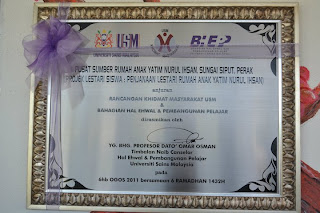 UNIVERSITI SAINS MALAYSIA
USM
PUSAT SUMBER RUMAH ANAK YATIM NURUL IHSAN, SUNGAI SIPUT, PERAK
(PROJEK LESTARI SISWA : PENJANAAN LESTARI RUMAH ANAK YATIM NURUL IHSAN)
anjuran
RANCANGAN KHIDMAT MASYARAKAT USM
&
BAHAGIAN HAL EHWAL & PEMBANGUNAN PELAJAR
dirasmikan oleh
YG. BHG. PROFESOR DATO' OMAR OSMAN
Timbalan Naib Canselor
Hal Ehwal & Pembangunan Pelajar
Universiti Sains Malaysia
pada
6hb OGOS 2011 bersamaan 6 RAMADHAN 1432H